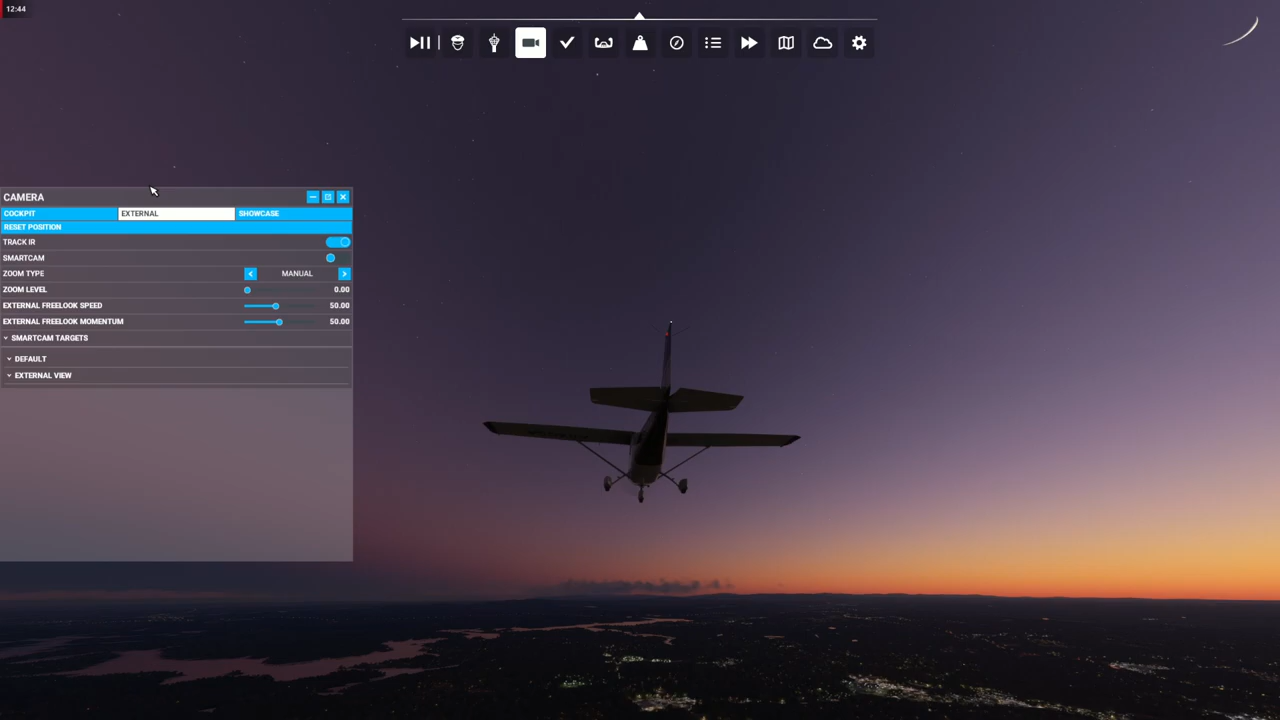 12:44
CAMERA
COCKPIT EXTERNAL SHOWCASE
RESET POSITION
TRACK IR
SMARTCAM
ZOOM TYPE MANUAL
ZOOM LEVEL 0.00
EXTERNAL FREELOOK SPEED 50.00
EXTERNAL FREELOOK MOMENTUM 50.00
SMARTCAM TARGETS
DEFAULT
EXTERNAL VIEW